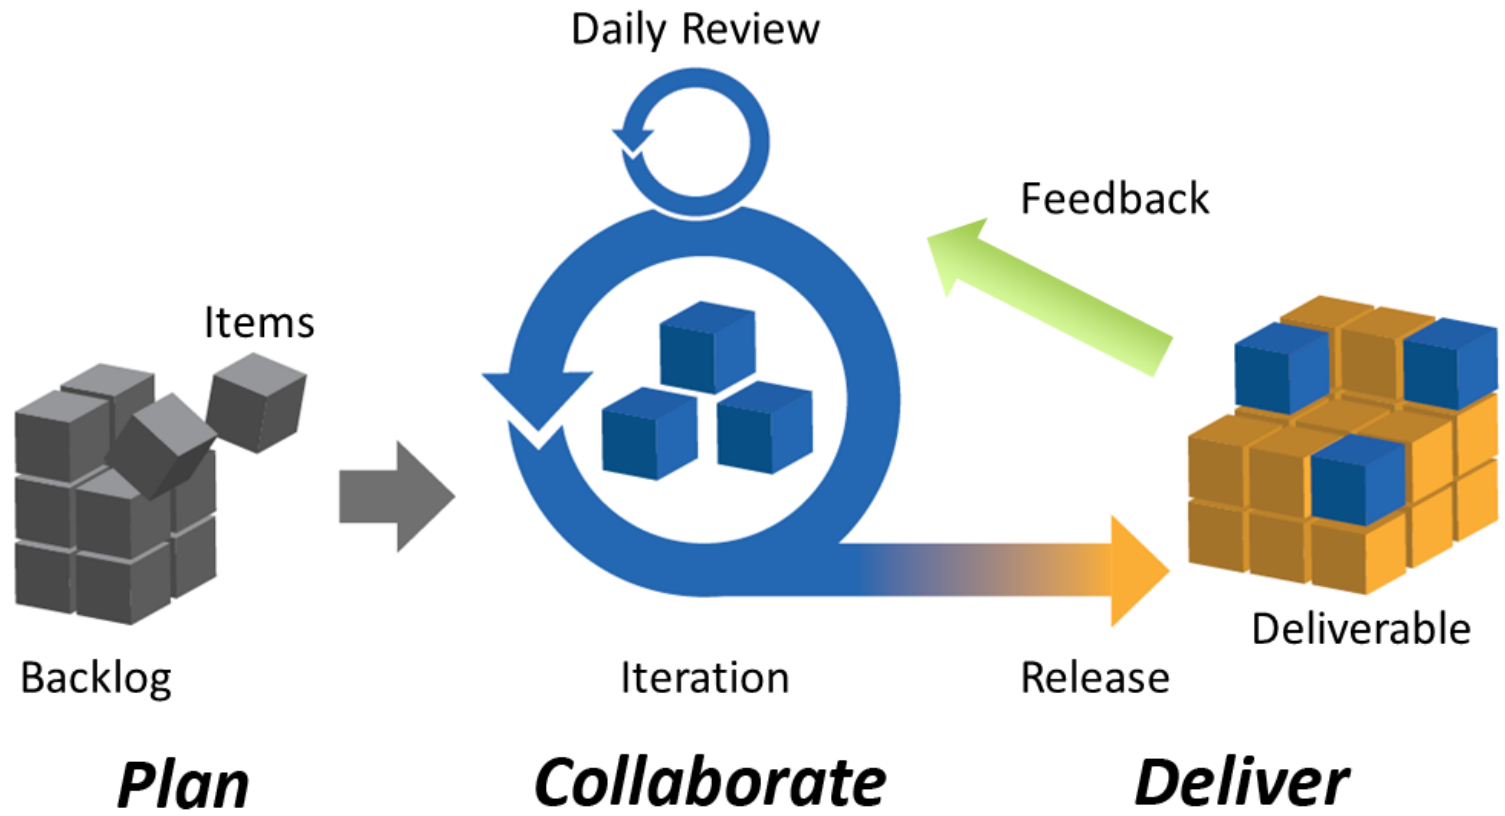 Daily Review
Feedback
Items
Deliverable
Backlog
Iteration
Release
Plan
Collaborate
Deliver